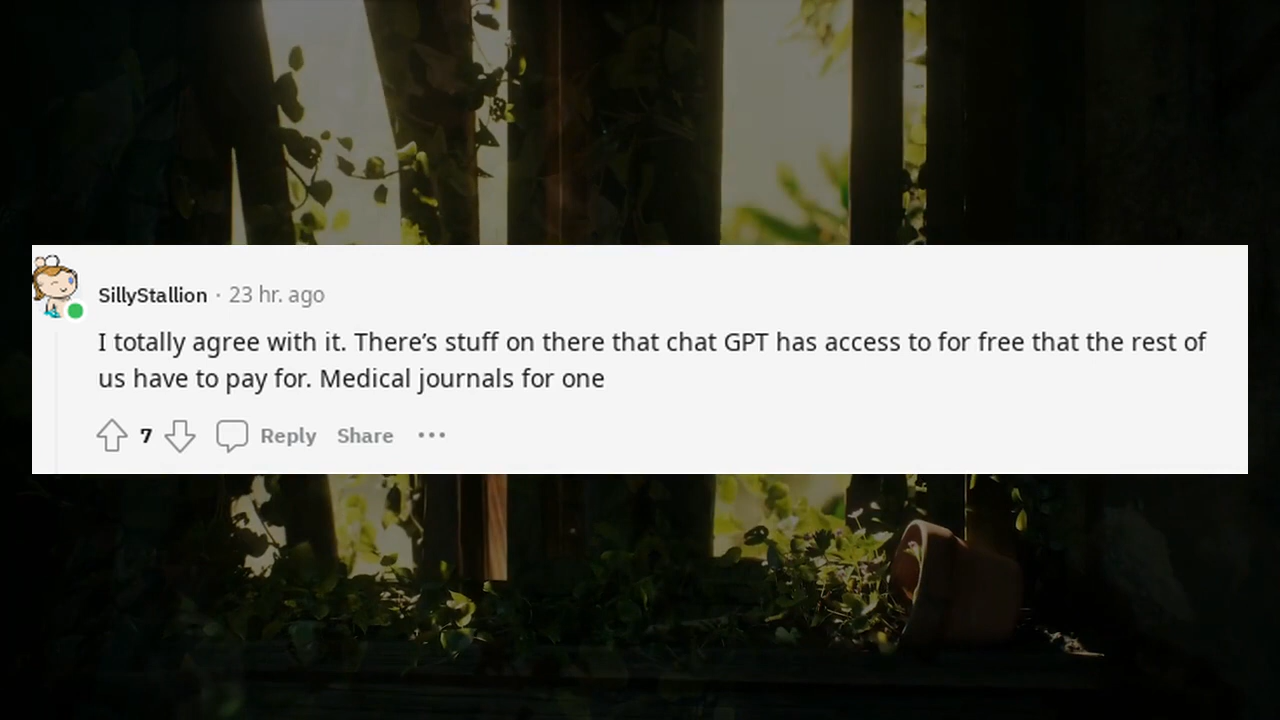 SillyStallion · 23 hr. ago
I totally agree with it. There’s stuff on there that chat GPT has access to for free that the rest of
us have to pay for. Medical journals for one
7 Reply Share •••